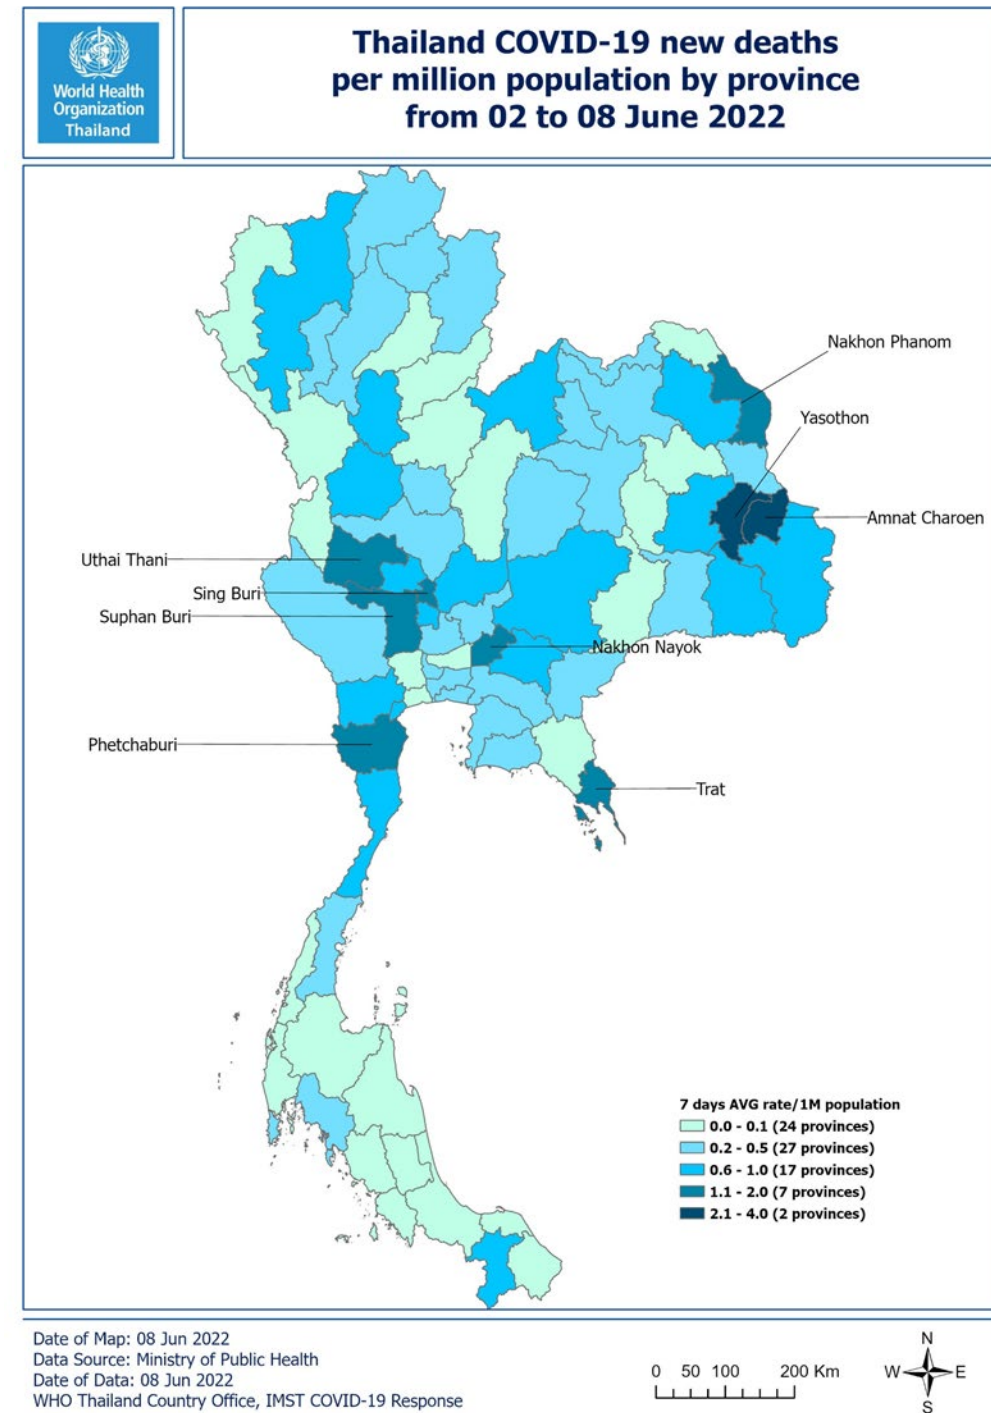 World Health
Organization
Thailand
Thailand COVID-19 new deaths
per million population by province
from 02 to 08 June 2022
Nakhon Phanom
Yasothon
Amnat Charoen
Uthai Thani
Sing Buri
Suphan Buri
Nakhon Nayok
Phetchaburi
Trat
7 days AVG rate/1M population
0.0 - 0.1 (24 provinces)
0.2 - 0.5 (27 provinces)
0.6 - 1.0 (17 provinces)
1.1 - 2.0 (7 provinces)
2.1 - 4.0 (2 provinces)
Date of Map: 08 Jun 2022
Data Source: Ministry of Public Health
Date of Data: 08 Jun 2022
WHO Thailand Country Office, IMST COVID-19 Response
0 50 100 200 Km
N
W E
S